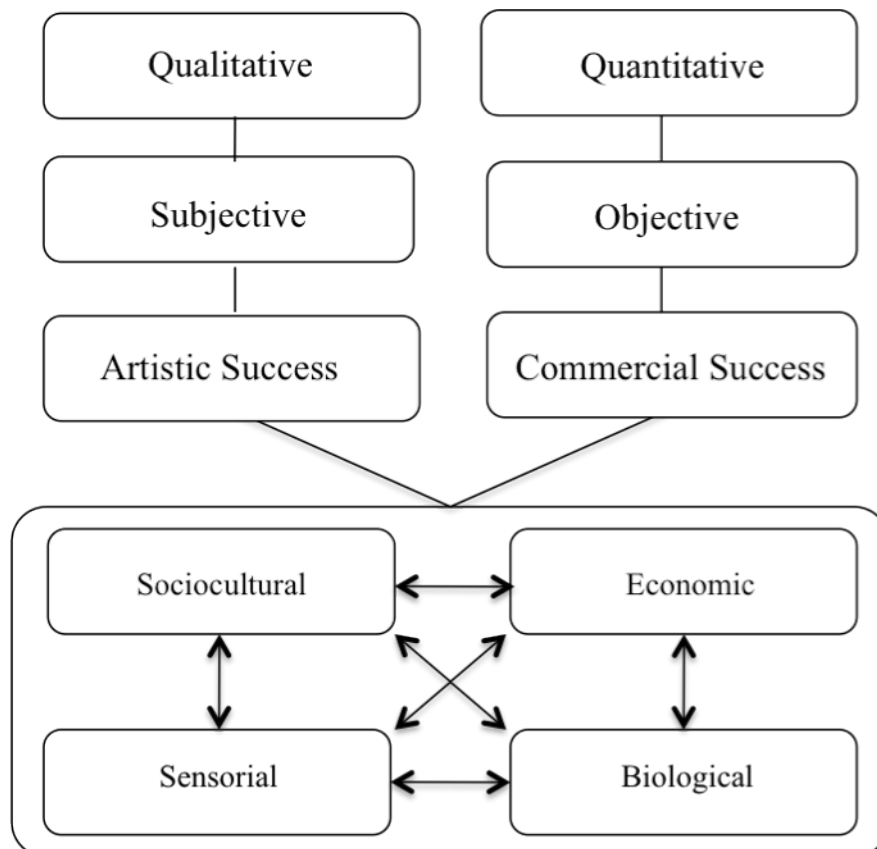 Qualitative
Quantitative
Subjective
Objective
Artistic Success
Commercial Success
Sociocultural
Economic
Sensorial
Biological